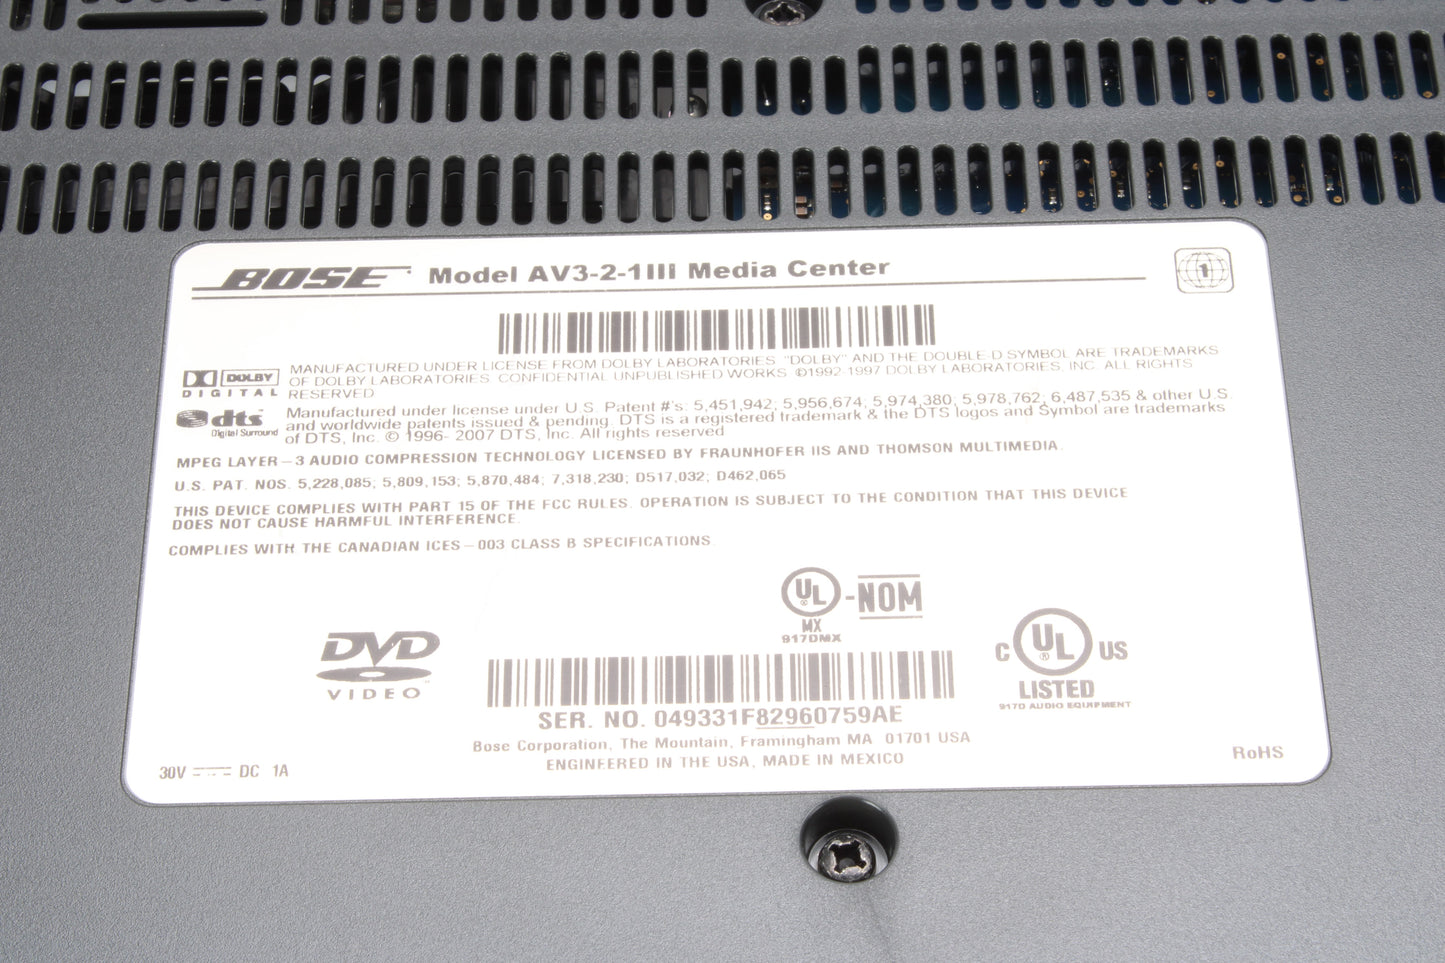 BOSE Model AV3-2-1III Media Center
1
DOLBY
DIGITAL
MANUFACTURED UNDER LICENSE FROM DOLBY LABORATORIES. "DOLBY" AND THE DOUBLE-D SYMBOL ARE TRADEMARKS
OF DOLBY LABORATORIES. CONFIDENTIAL UNPUBLISHED WORKS. ©1992-1997 DOLBY LABORATORIES, INC. ALL RIGHTS
RESERVED
dts
Digital Surround
Manufactured under license under U.S. Patent #'s: 5,451,942; 5,956,674; 5,974,380; 5,978,762; 6,487,535 & other U.S.
and worldwide patents issued & pending. DTS is a registered trademark & the DTS logos and Symbol are trademarks
of DTS, Inc. © 1996- 2007 DTS, Inc. All rights reserved
MPEG LAYER-3 AUDIO COMPRESSION TECHNOLOGY LICENSED BY FRAUNHOFER IIS AND THOMSON MULTIMEDIA.
U.S. PAT. NOS. 5,228,085; 5,809,153; 5,870,484; 7,318,230; D517,032; D462,065
THIS DEVICE COMPLIES WITH PART 15 OF THE FCC RULES. OPERATION IS SUBJECT TO THE CONDITION THAT THIS DEVICE
DOES NOT CAUSE HARMFUL INTERFERENCE.
COMPLIES WITH THE CANADIAN ICES-003 CLASS B SPECIFICATIONS.
UL ® -NOM
MX
917DMX
DVD
VIDEO
C UL ® US
LISTED
917D AUDIO EQUIPMENT
SER. NO. 049331F82960759AE
Bose Corporation, The Mountain, Framingham MA 01701 USA
ENGINEERED IN THE USA, MADE IN MEXICO
30V DC 1A
RoHS